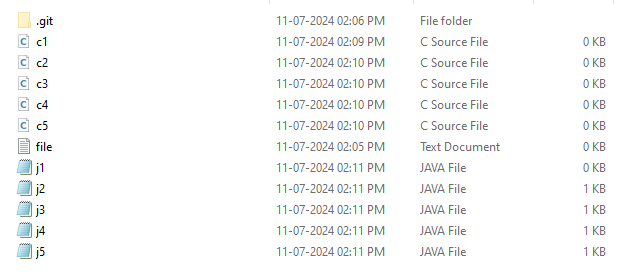 .git 11-07-2024 02:06 PM File folder
c1 11-07-2024 02:09 PM C Source File 0 KB
c2 11-07-2024 02:10 PM C Source File 0 KB
c3 11-07-2024 02:10 PM C Source File 0 KB
c4 11-07-2024 02:10 PM C Source File 0 KB
c5 11-07-2024 02:10 PM C Source File 0 KB
file 11-07-2024 02:05 PM Text Document 0 KB
j1 11-07-2024 02:11 PM JAVA File 0 KB
j2 11-07-2024 02:11 PM JAVA File 1 KB
j3 11-07-2024 02:11 PM JAVA File 1 KB
j4 11-07-2024 02:11 PM JAVA File 1 KB
j5 11-07-2024 02:11 PM JAVA File 1 KB